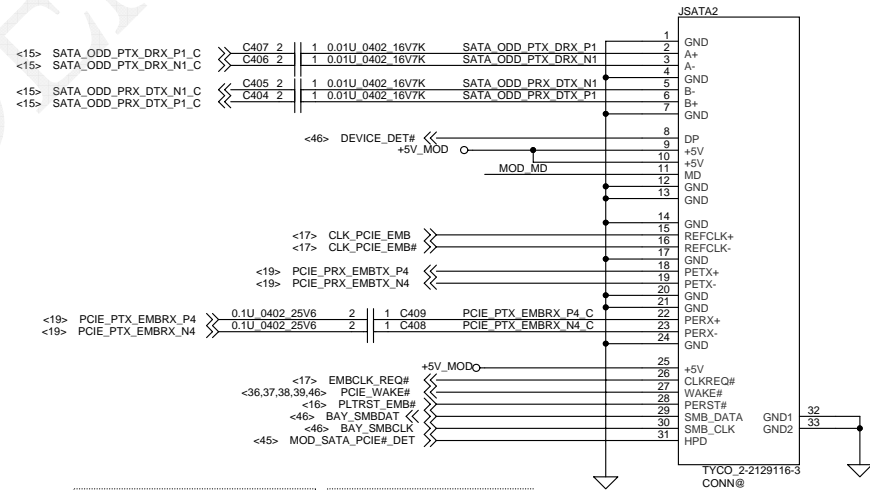 JSATA2
1 GND
<15> SATA_ODD_PTX_DRX_P1_C C407 2 1 0.01U_0402_16V7K SATA_ODD_PTX_DRX_P1 2 A+
<15> SATA_ODD_PTX_DRX_N1_C C406 2 1 0.01U_0402_16V7K SATA_ODD_PTX_DRX_N1 3 A-
4 GND
<15> SATA_ODD_PRX_DTX_N1_C C405 2 1 0.01U_0402_16V7K SATA_ODD_PRX_DTX_N1 5 B-
<15> SATA_ODD_PRX_DTX_P1_C C404 2 1 0.01U_0402_16V7K SATA_ODD_PRX_DTX_P1 6 B+
7 GND
<46> DEVICE_DET# 8 DP
+5V_MOD 9 +5V
10 +5V
MOD_MD 11 MD
12 GND
13 GND
14 GND
<17> CLK_PCIE_EMB 15 REFCLK+
<17> CLK_PCIE_EMB# 16 REFCLK-
17 GND
<19> PCIE_PRX_EMBTX_P4 18 PETX+
<19> PCIE_PRX_EMBTX_N4 19 PETX-
20 GND
21 GND
<19> PCIE_PTX_EMBRX_P4 0.1U_0402_25V6 2 1 C409 PCIE_PTX_EMBRX_P4_C 22 PERX+
<19> PCIE_PTX_EMBRX_N4 0.1U_0402_25V6 2 1 C408 PCIE_PTX_EMBRX_N4_C 23 PERX-
24 GND
+5V_MOD 25 +5V
<17> EMBCLK_REQ# 26 CLKREQ#
<36,37,38,39,46> PCIE_WAKE# 27 WAKE#
<16> PLTRST_EMB# 28 PERST#
<46> BAY_SMBDAT 29 SMB_DATA GND1 32
<46> BAY_SMBCLK 30 SMB_CLK GND2 33
<45> MOD_SATA_PCIE#_DET 31 HPD
TYCO_2-2129116-3
CONN@